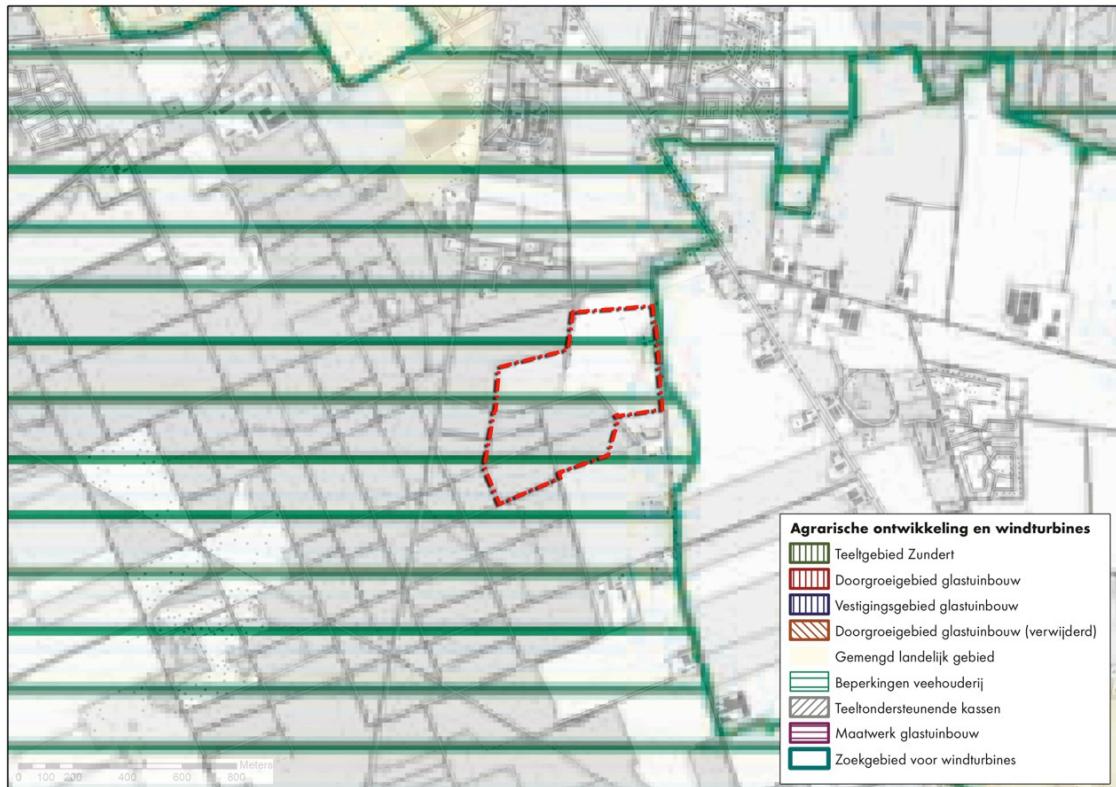 Agrarische ontwikkeling en windturbines
Teeltgebied Zundert
Doorgroeigebied glastuinbouw
Vestigingsgebied glastuinbouw
Doorgroeigebied glastuinbouw (verwijderd)
Gemengd landelijk gebied
Beperkingen veehouderij
Teeltondersteunende kassen
Maatwerk glastuinbouw
Zoekgebied voor windturbines
Meters
0 100 200 400 600 800